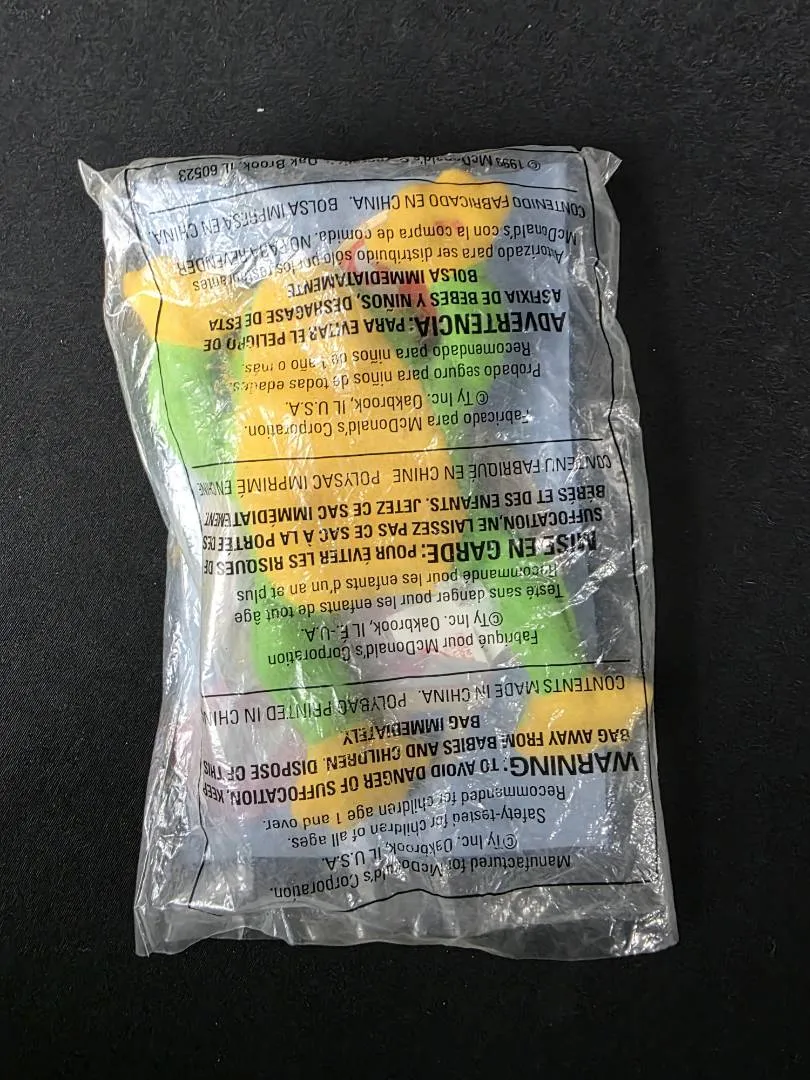 Manufactured for McDonald's Corporation.
©Ty Inc. Oakbrook, IL U.S.A.
Safety-tested for children of all ages.
Recommended for children age 1 and over.
WARNING: TO AVOID DANGER OF SUFFOCATION, KEEP
BAG AWAY FROM BABIES AND CHILDREN. DISPOSE OF THIS
BAG IMMEDIATELY
CONTENTS MADE IN CHINA. POLYBAG PRINTED IN CHIN
Fabriqué pour McDonald's Corporation
©Ty Inc. Oakbrook, IL É.-U.A.
Testé sans danger pour les enfants de tout âge
Recommandé pour les enfants d'un an et plus
MISE EN GARDE: POUR ÉVITER LES RISQUES DE
SUFFOCATION, NE LAISSEZ PAS CE SAC À LA PORTÉE DES
BÉBÉS ET DES ENFANTS. JETEZ CE SAC IMMÉDIATEMENT
CONTENU FABRIQUÉ EN CHINE POLYSAC IMPRIMÉ EN CHINE
Fabricado para McDonald's Corporation.
© Ty Inc. Oakbrook, IL U.S.A.
Probado seguro para niños de todas edades.
Recomendado para niños de 1 año o más.
ADVERTENCIA: PARA EVITAR EL PELIGRO DE
ASFIXIA DE BEBES Y NIÑOS, DESHAGASE DE ESTA
BOLSA IMMEDIATAMENTE
Autorizado para ser distribuido sólo por los restaurantes
McDonald's con la compra de comida. NO PARA REVENDER
CONTENIDO FABRICADO EN CHINA. BOLSA IMPRESA EN CHINA.
© 1993 McDonald's Oak Brook, IL 60523